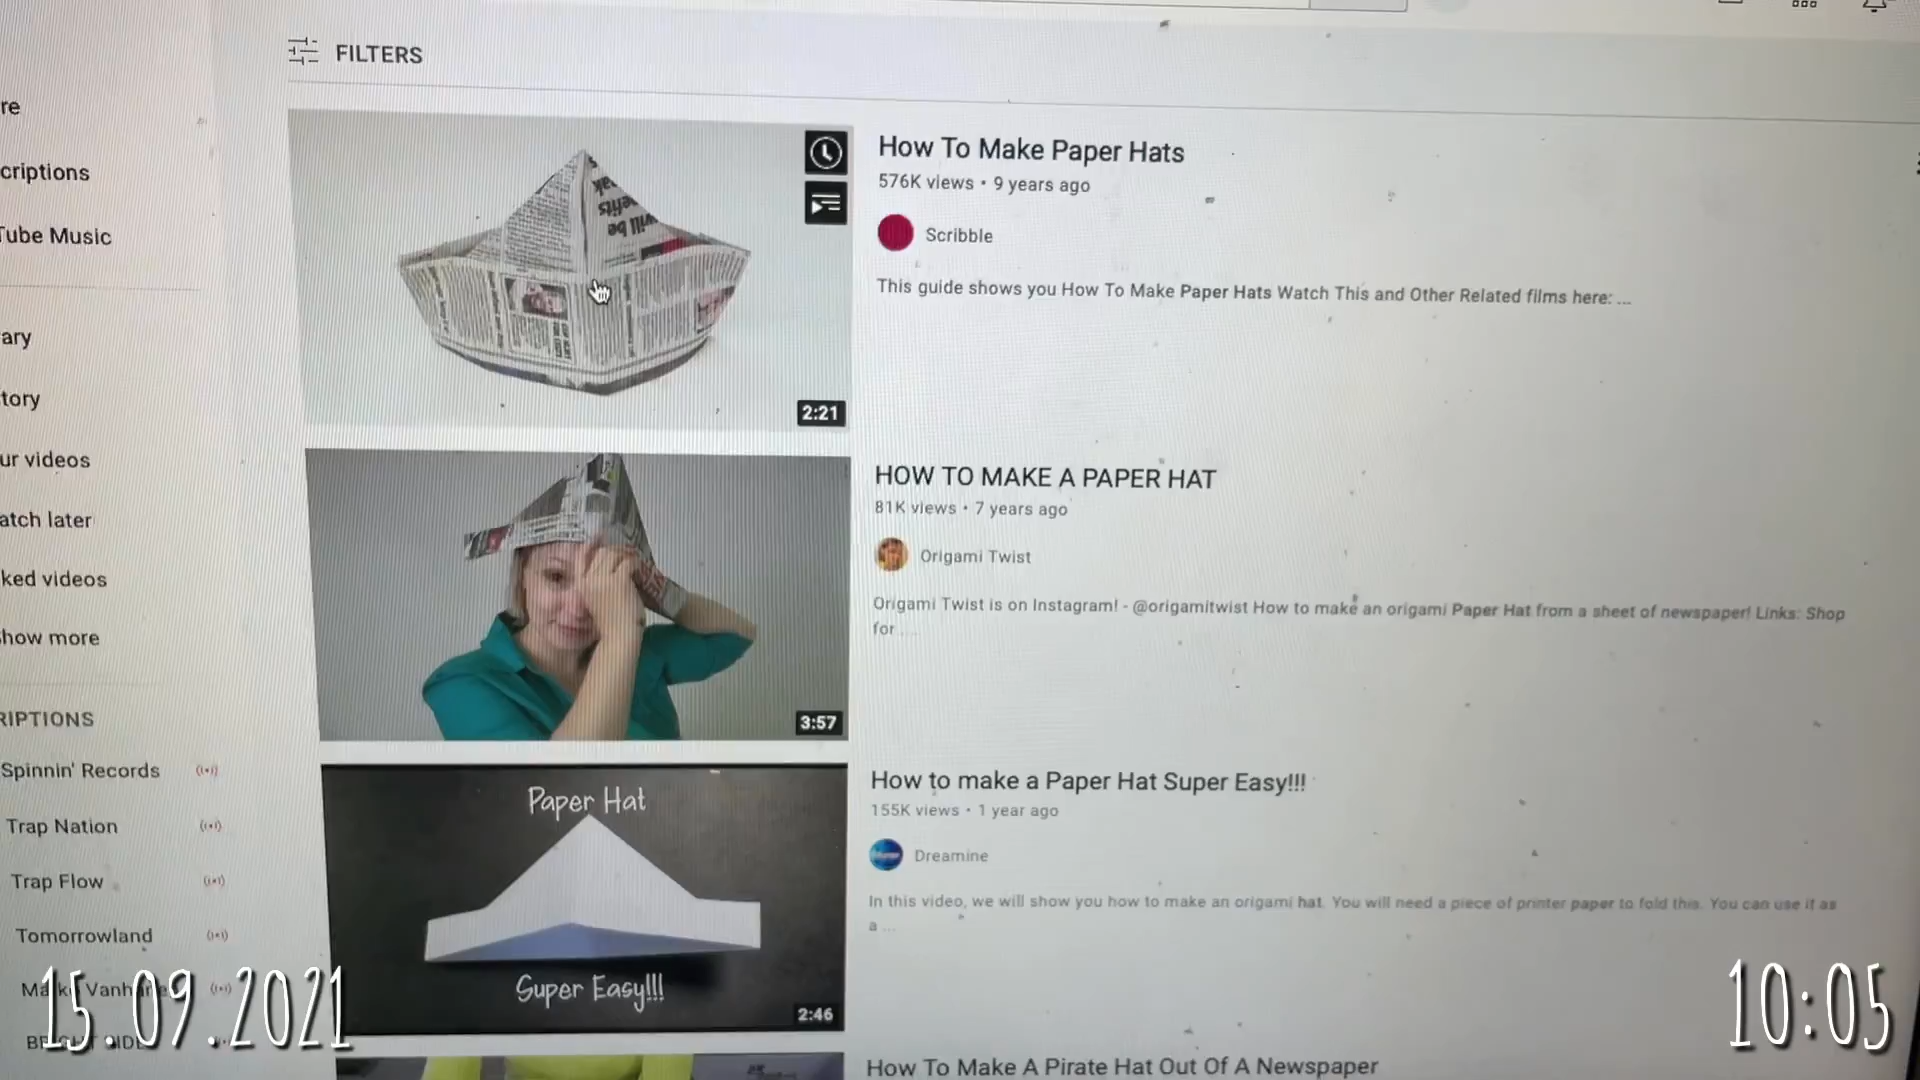 FILTERS
re
criptions
Tube Music
ary
tory
ur videos
atch later
ked videos
how more
RIPTIONS
Spinnin' Records
Trap Nation
Trap Flow
Tomorrowland
will be
2:21
How To Make Paper Hats
576K views • 9 years ago
Scribble
This guide shows you How To Make Paper Hats Watch This and Other Related films here: ...
3:57
HOW TO MAKE A PAPER HAT
81K views • 7 years ago
Origami Twist
Origami Twist is on Instagram! - @origamitwist How to make an origami Paper Hat from a sheet of newspaper! Links: Shop
for ...
Paper Hat
Super Easy!!!
2:46
How to make a Paper Hat Super Easy!!!
155K views • 1 year ago
Dreamine
In this video, we will show you how to make an origami hat. You will need a piece of printer paper to fold this. You can use it as
a ...
How To Make A Pirate Hat Out Of A Newspaper
15.09.2021
10:05